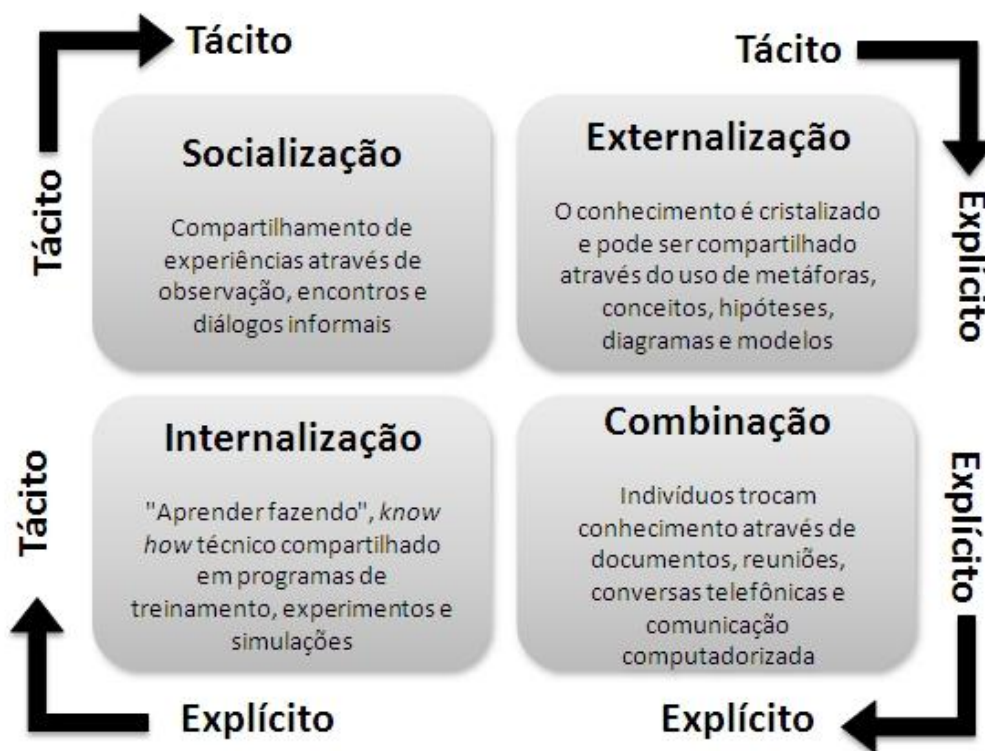 Tácito
Tácito
Tácito
Explícito
Socialização
Compartilhamento de
experiências através de
observação, encontros e
diálogos informais
Externalização
O conhecimento é cristalizado
e pode ser compartilhado
através do uso de metáforas,
conceitos, hipóteses,
diagramas e modelos
Internalização
"Aprender fazendo", know
how técnico compartilhado
em programas de
treinamento, experimentos e
simulações
Combinação
Indivíduos trocam
conhecimento através de
documentos, reuniões,
conversas telefônicas e
comunicação
computadorizada
Tácito
Explícito
Explícito
Explícito